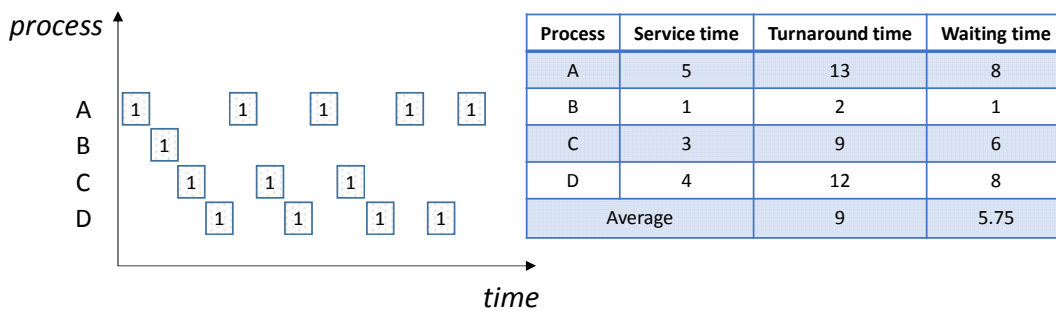 process
A 1 1 1 1 1
B 1
C 1 1 1
D 1 1 1 1
time
Process Service time Turnaround time Waiting time
A 5 13 8
B 1 2 1
C 3 9 6
D 4 12 8
Average 9 5.75